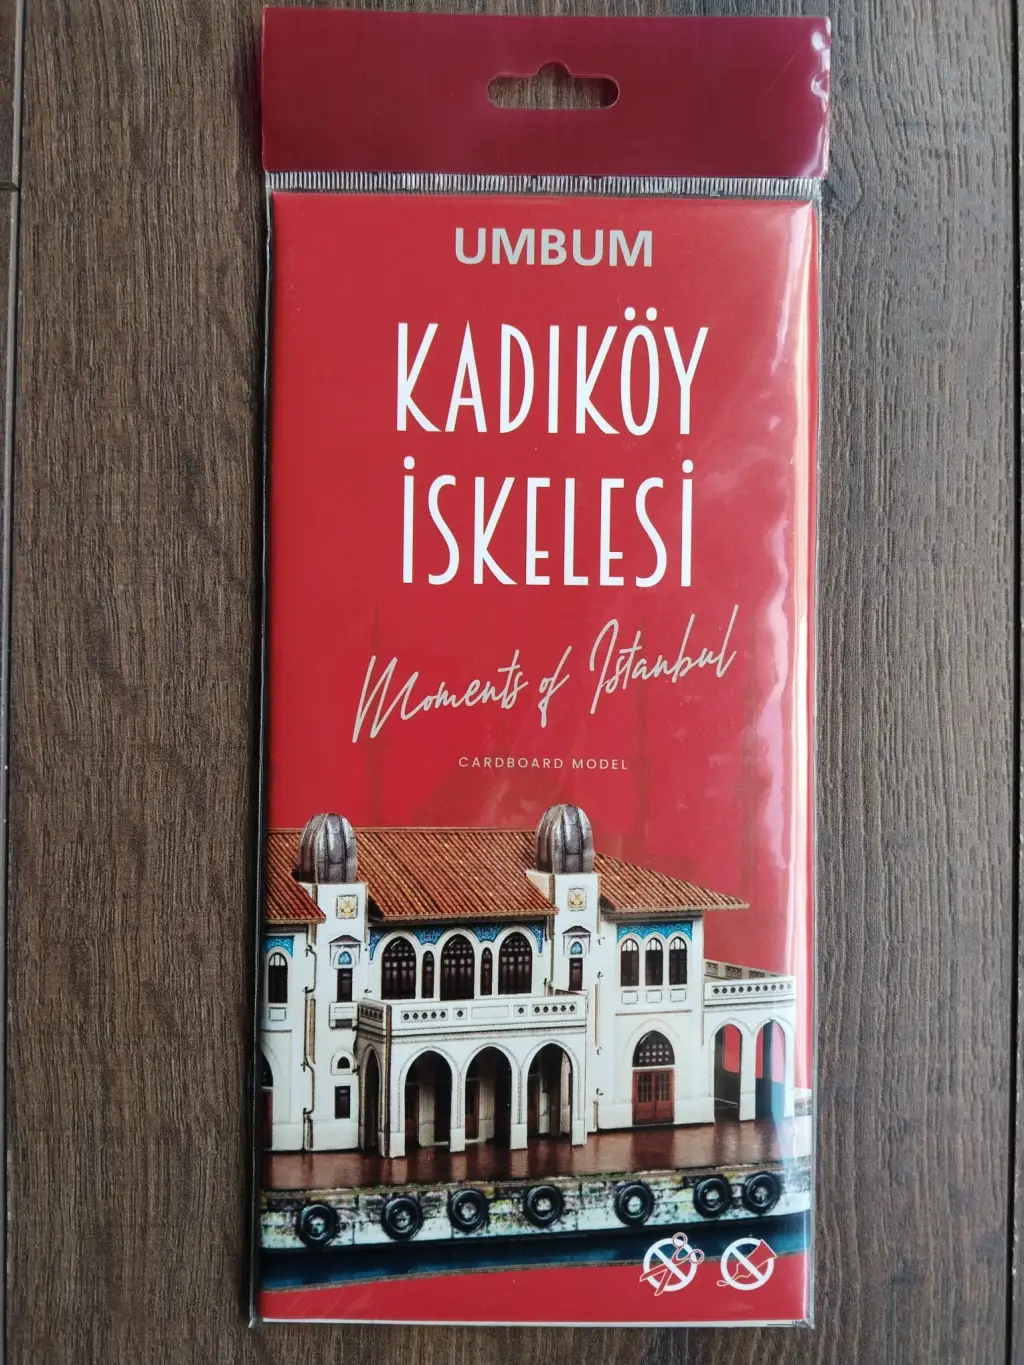 UMBUM
KADIKÖY
İSKELESİ
Moments of Istanbul
CARDBOARD MODEL